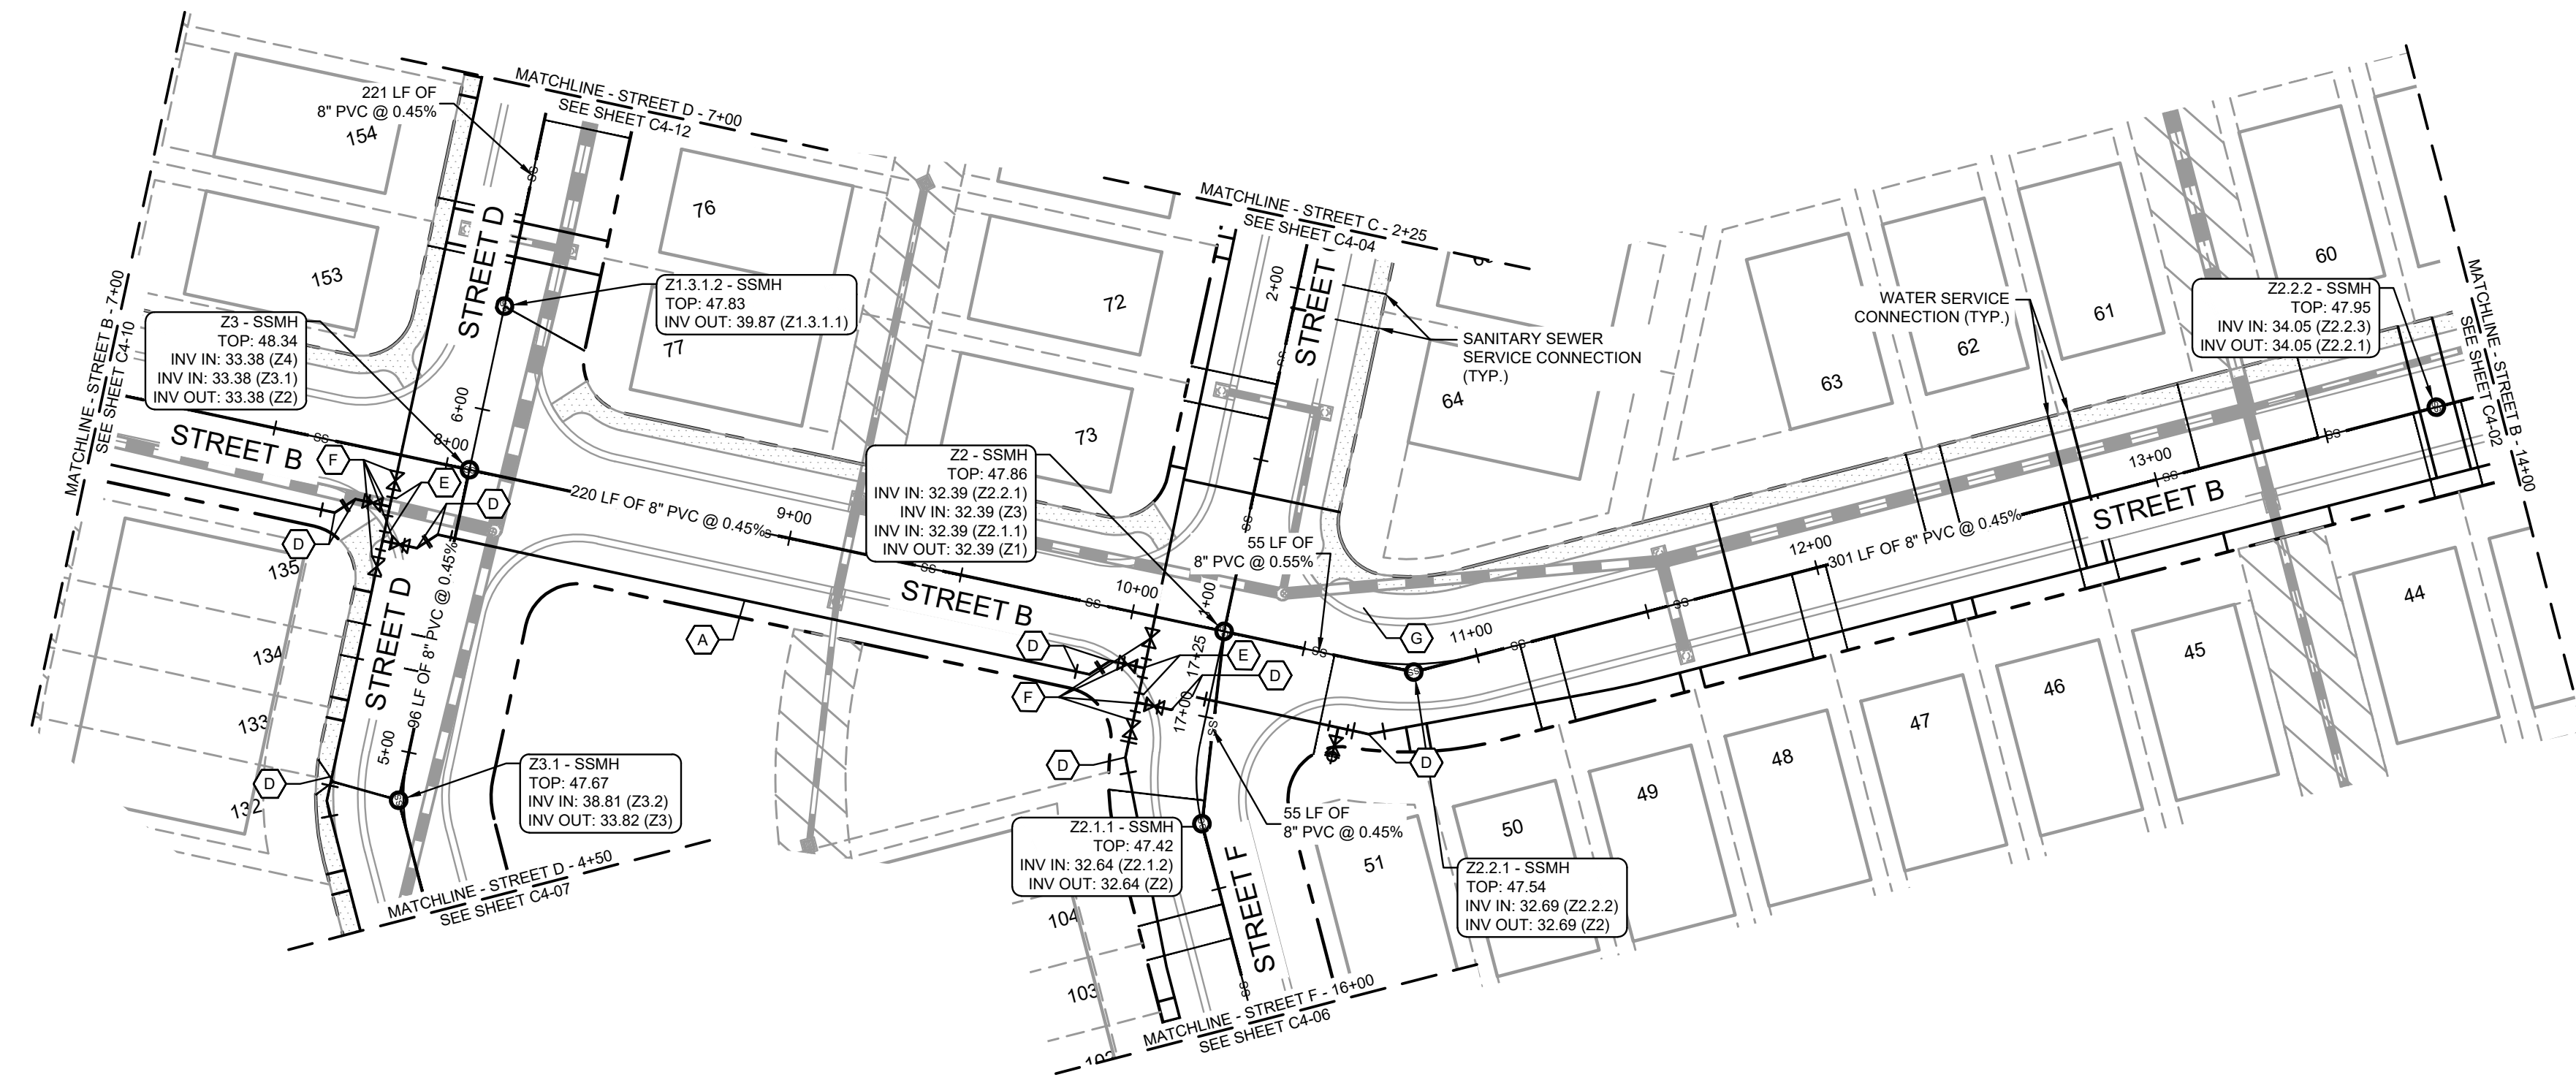 MATCHLINE - STREET B - 7+00
SEE SHEET C4-10
221 LF OF
8" PVC @ 0.45%
154
153
MATCHLINE - STREET D - 7+00
SEE SHEET C4-12
STREET D
76
77
Z1.3.1.2 - SSMH
TOP: 47.83
INV OUT: 39.87 (Z1.3.1.1)
Z3 - SSMH
TOP: 48.34
INV IN: 33.38 (Z4)
INV IN: 33.38 (Z3.1)
INV OUT: 33.38 (Z2)
6+00
8+00
STREET B
SS
F
E
D
D
135
134
133
132
D
STREET D
96 LF OF 8" PVC @ 0.45%
5+00
Z3.1 - SSMH
TOP: 47.67
INV IN: 38.81 (Z3.2)
INV OUT: 33.82 (Z3)
MATCHLINE - STREET D - 4+50
SEE SHEET C4-07
220 LF OF 8" PVC @ 0.45%
9+00
A
72
73
MATCHLINE - STREET C - 2+25
SEE SHEET C4-04
2+00
STREET
SANITARY SEWER
SERVICE CONNECTION
(TYP.)
64
Z2 - SSMH
TOP: 47.86
INV IN: 32.39 (Z2.2.1)
INV IN: 32.39 (Z3)
INV IN: 32.39 (Z2.1.1)
INV OUT: 32.39 (Z1)
55 LF OF
8" PVC @ 0.55%
STREET B
SS
10+00
1+00
17+25
17+00
D
F
E
D
D
G
11+00
D
55 LF OF
8" PVC @ 0.45%
Z2.1.1 - SSMH
TOP: 47.42
INV IN: 32.64 (Z2.1.2)
INV OUT: 32.64 (Z2)
STREET F
104
103
MATCHLINE - STREET F - 16+00
SEE SHEET C4-06
Z2.2.1 - SSMH
TOP: 47.54
INV IN: 32.69 (Z2.2.2)
INV OUT: 32.69 (Z2)
51
50
49
48
47
46
45
44
63
62
61
60
WATER SERVICE
CONNECTION (TYP.)
Z2.2.2 - SSMH
TOP: 47.95
INV IN: 34.05 (Z2.2.3)
INV OUT: 34.05 (Z2.2.1)
12+00
301 LF OF 8" PVC @ 0.45%
13+00
SS
STREET B
MATCHLINE - STREET B - 14+00
SEE SHEET C4-02